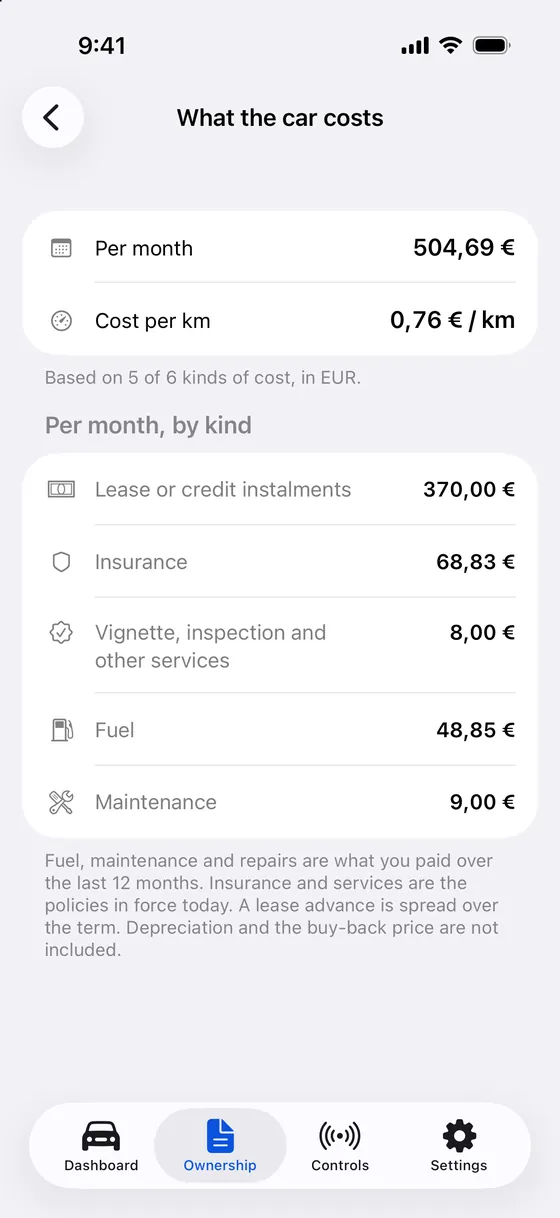 9:41
What the car costs
Per month
504,69 €
Cost per km
0,76 € / km
Based on 5 of 6 kinds of cost, in EUR.
Per month, by kind
Lease or credit instalments
370,00 €
Insurance
68,83 €
Vignette, inspection and
other services
8,00 €
Fuel
48,85 €
Maintenance
9,00 €
Fuel, maintenance and repairs are what you paid over
the last 12 months. Insurance and services are the
policies in force today. A lease advance is spread over
the term. Depreciation and the buy-back price are not
included.
Dashboard
Ownership
Controls
Settings